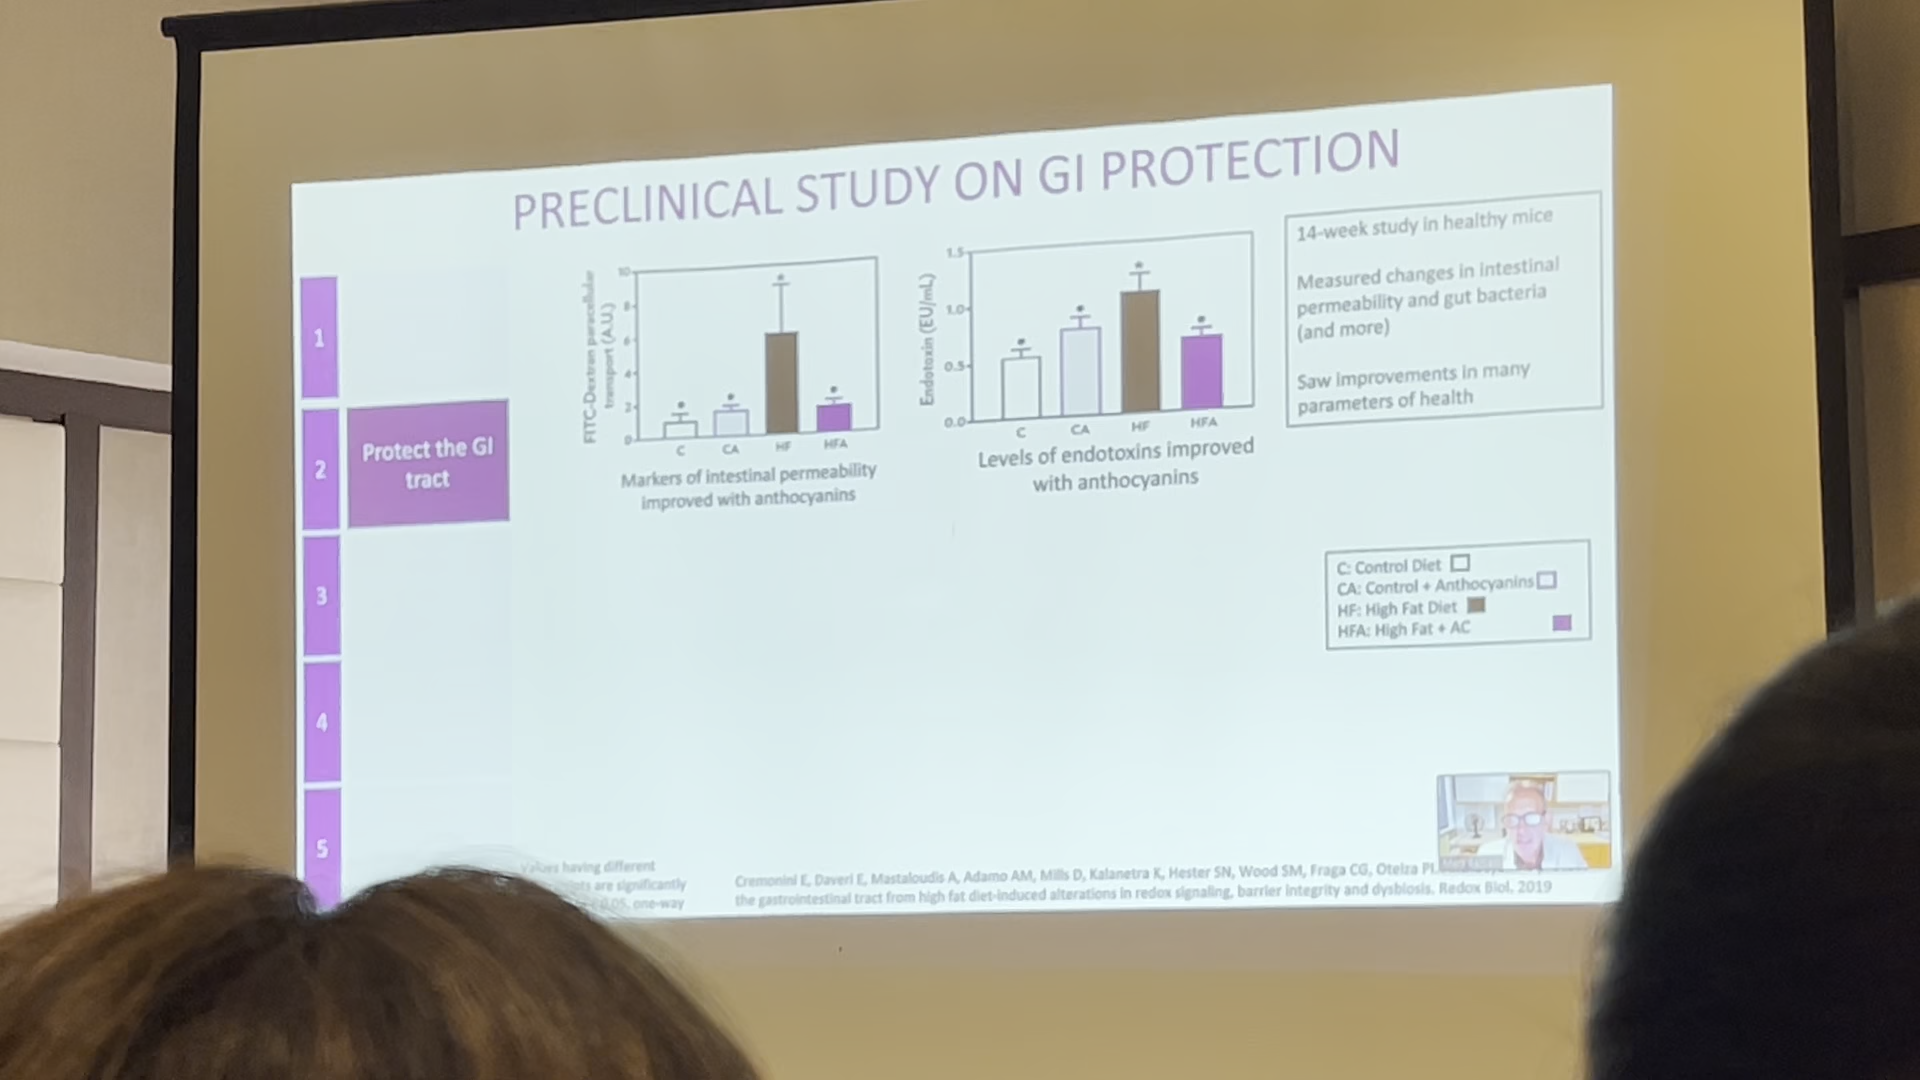 PRECLINICAL STUDY ON GI PROTECTION
1
2
3
4
5
Protect the GI
tract
FITC-Dextran paracellular
transport (A.U.)
10
8
6
4
2
0
C CA HF HFA
Markers of intestinal permeability
improved with anthocyanins
Endotoxin (EU/mL)
1.5
1.0
0.5
0.0
C CA HF HFA
Levels of endotoxins improved
with anthocyanins
14-week study in healthy mice
Measured changes in intestinal
permeability and gut bacteria
(and more)
Saw improvements in many
parameters of health
C: Control Diet
CA: Control + Anthocyanins
HF: High Fat Diet
HFA: High Fat + AC
Values having different
are significantly
0.05, one-way
Cremonini E, Daveri E, Mastaloudis A, Adamo AM, Mills D, Kalanetra K, Hester SN, Wood SM, Fraga CG, Oteiza PI.
the gastrointestinal tract from high fat diet-induced alterations in redox signaling, barrier integrity and dysbiosis. Redox Biol. 2019